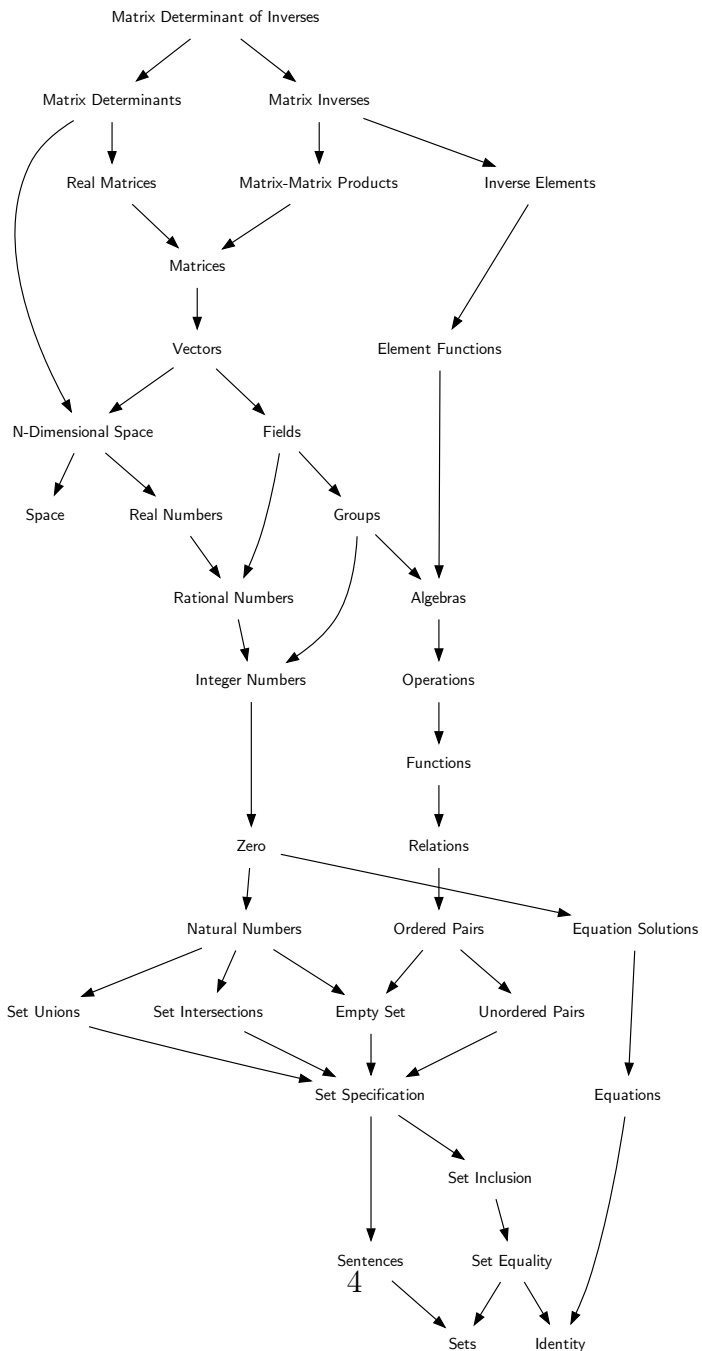 Matrix Determinant of Inverses
Matrix Determinants Matrix Inverses
Real Matrices Matrix-Matrix Products Inverse Elements
Matrices
Vectors Element Functions
N-Dimensional Space Fields
Space Real Numbers Groups
Rational Numbers Algebras
Integer Numbers Operations
Functions
Zero Relations
Natural Numbers Ordered Pairs Equation Solutions
Set Unions Set Intersections Empty Set Unordered Pairs
Set Specification Equations
Set Inclusion
Sentences Set Equality
4
Sets Identity